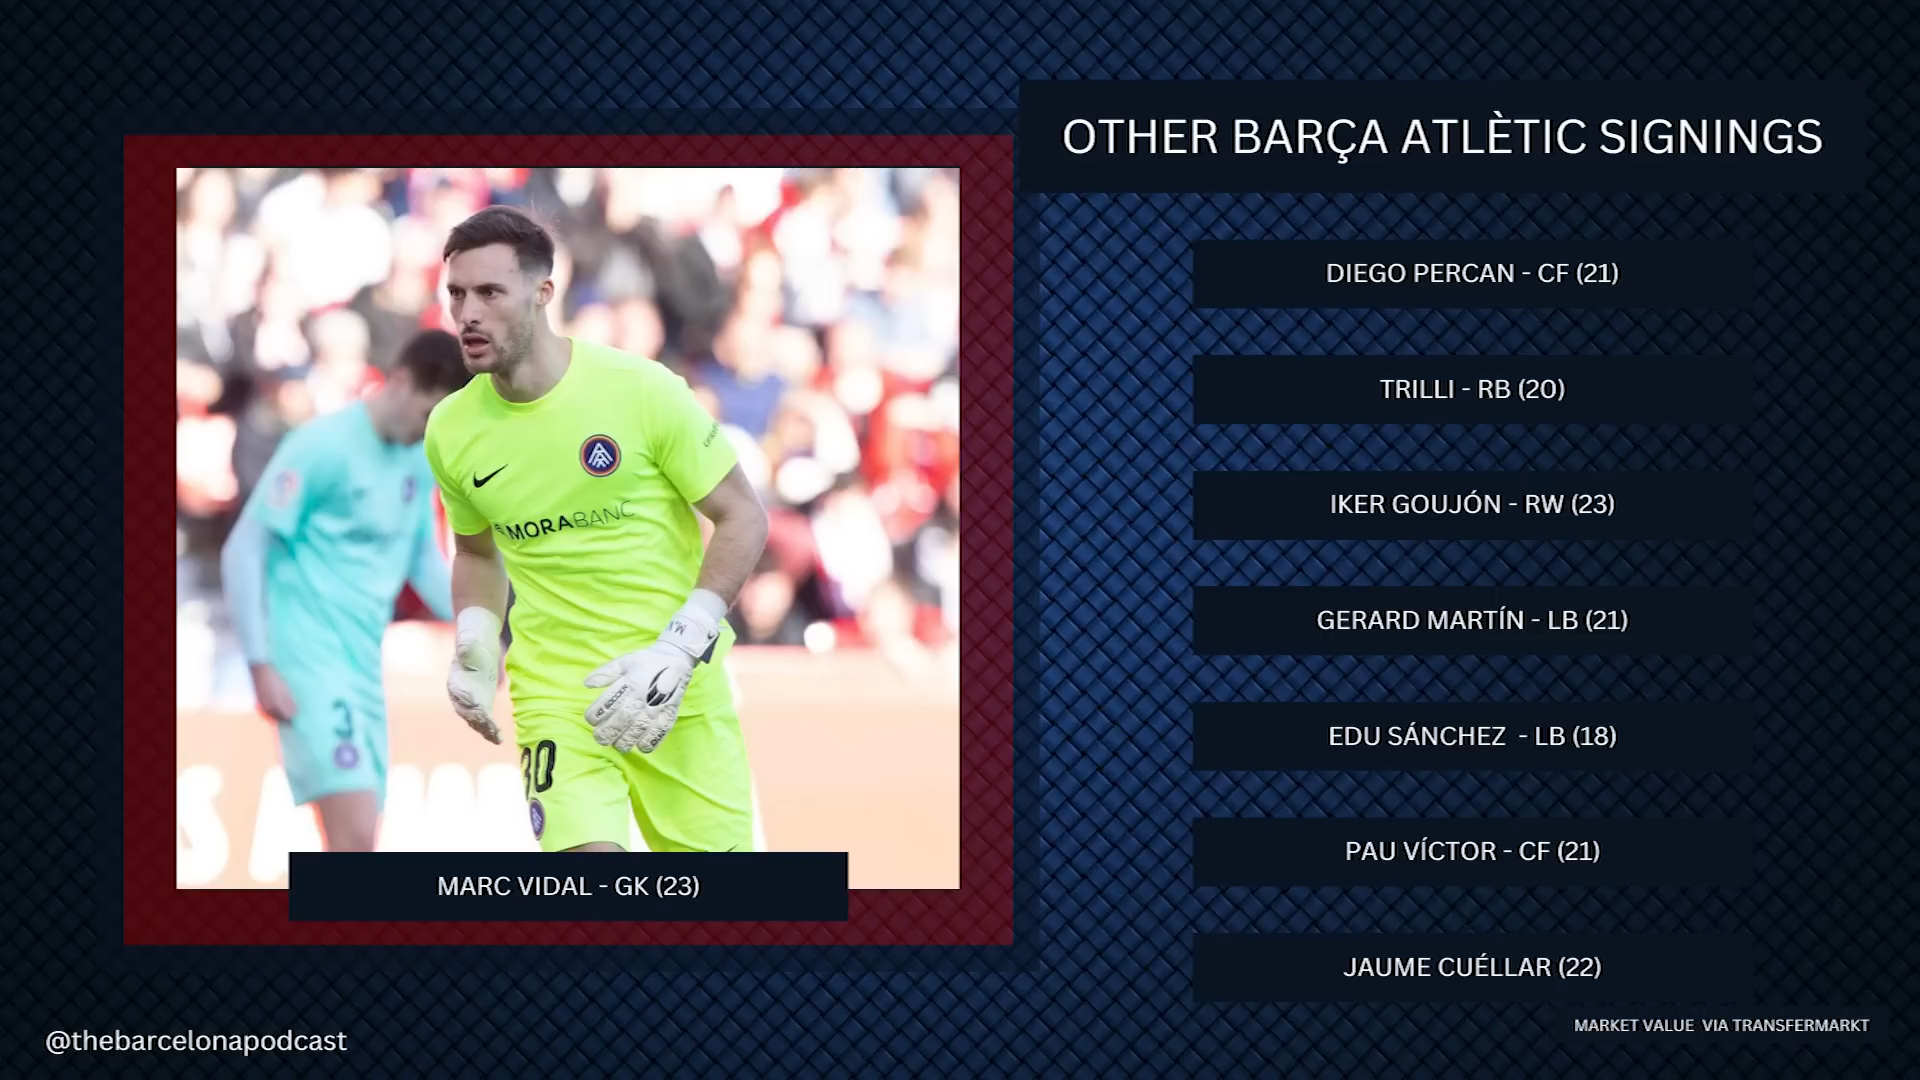 OTHER BARÇA ATLÈTIC SIGNINGS
DIEGO PERCAN - CF (21)
TRILLI - RB (20)
IKER GOUJÓN - RW (23)
GERARD MARTÍN - LB (21)
EDU SÁNCHEZ - LB (18)
PAU VÍCTOR - CF (21)
JAUME CUÉLLAR (22)
MORABANC
30
3
MARC VIDAL - GK (23)
@thebarcelonapodcast
MARKET VALUE VIA TRANSFERMARKT